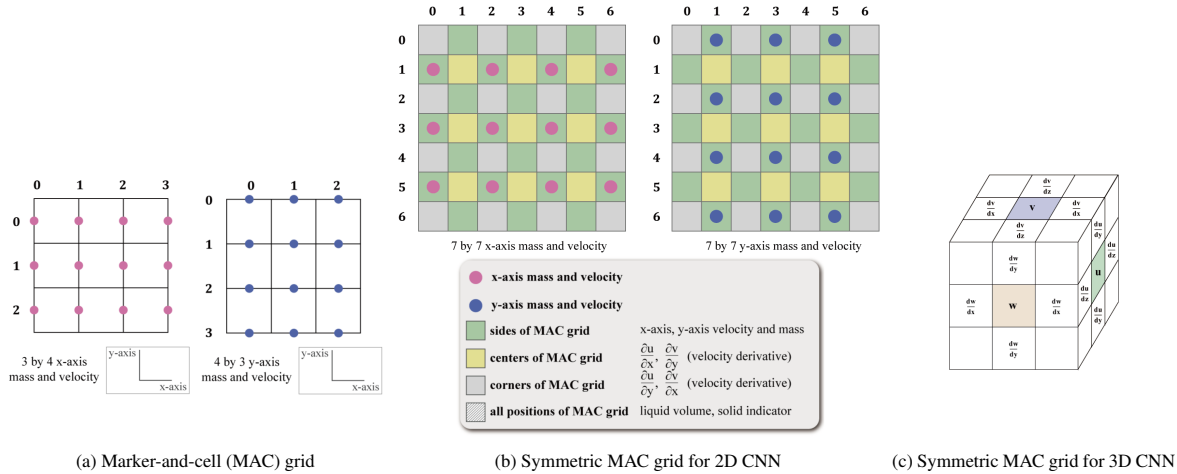 0 1 2 3
0
1
2
3 by 4 x-axis
mass and velocity
y-axis
x-axis
0 1 2
0
1
2
3
4 by 3 y-axis
mass and velocity
y-axis
x-axis
(a) Marker-and-cell (MAC) grid
0 1 2 3 4 5 6
0
1
2
3
4
5
6
7 by 7 x-axis mass and velocity
0 1 2 3 4 5 6
7 by 7 y-axis mass and velocity
x-axis mass and velocity
y-axis mass and velocity
sides of MAC grid x-axis, y-axis velocity and mass
centers of MAC grid ∂u/∂x, ∂v/∂y (velocity derivative)
corners of MAC grid ∂u/∂y, ∂v/∂x (velocity derivative)
all positions of MAC grid liquid volume, solid indicator
(b) Symmetric MAC grid for 2D CNN
dv/dz
dv/dx v dv/dx
dv/dz
du/dy
du/dz u du/dz
du/dy
dw/dy
dw/dx w dw/dx
dw/dy
(c) Symmetric MAC grid for 3D CNN